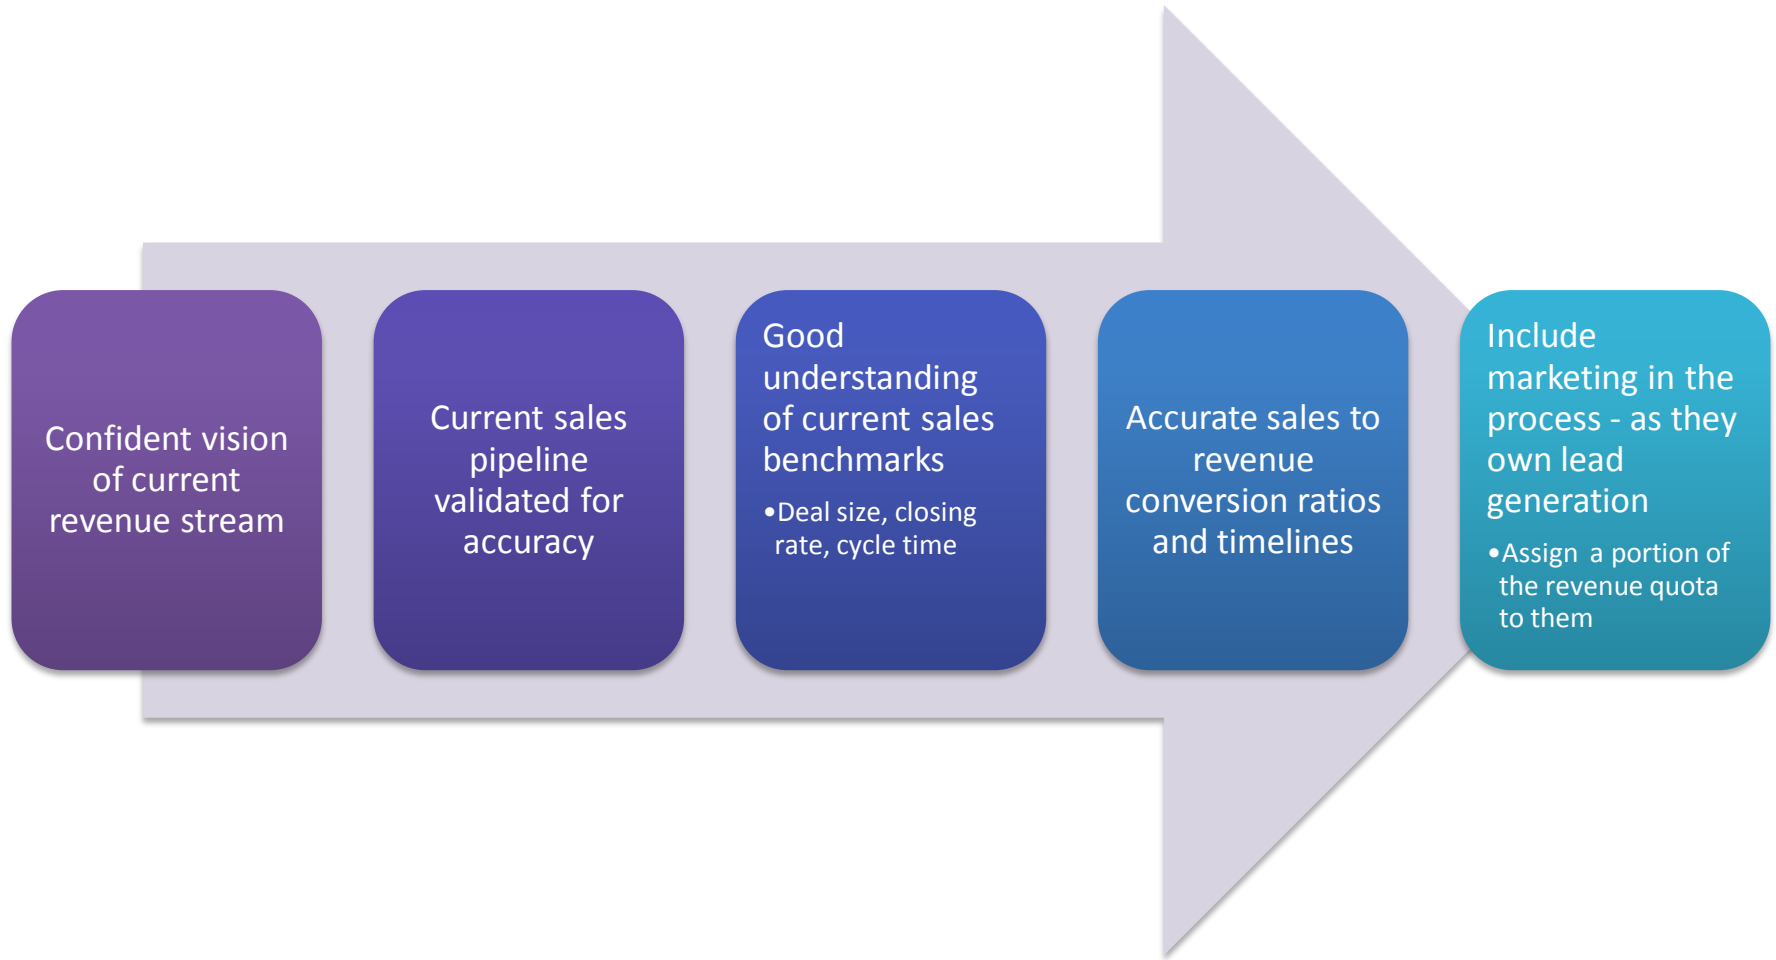 Confident vision
of current
revenue stream
Current sales
pipeline
validated for
accuracy
Good
understanding
of current sales
benchmarks
•Deal size, closing
rate, cycle time
Accurate sales to
revenue
conversion ratios
and timelines
Include
marketing in the
process - as they
own lead
generation
•Assign a portion of
the revenue quota
to them